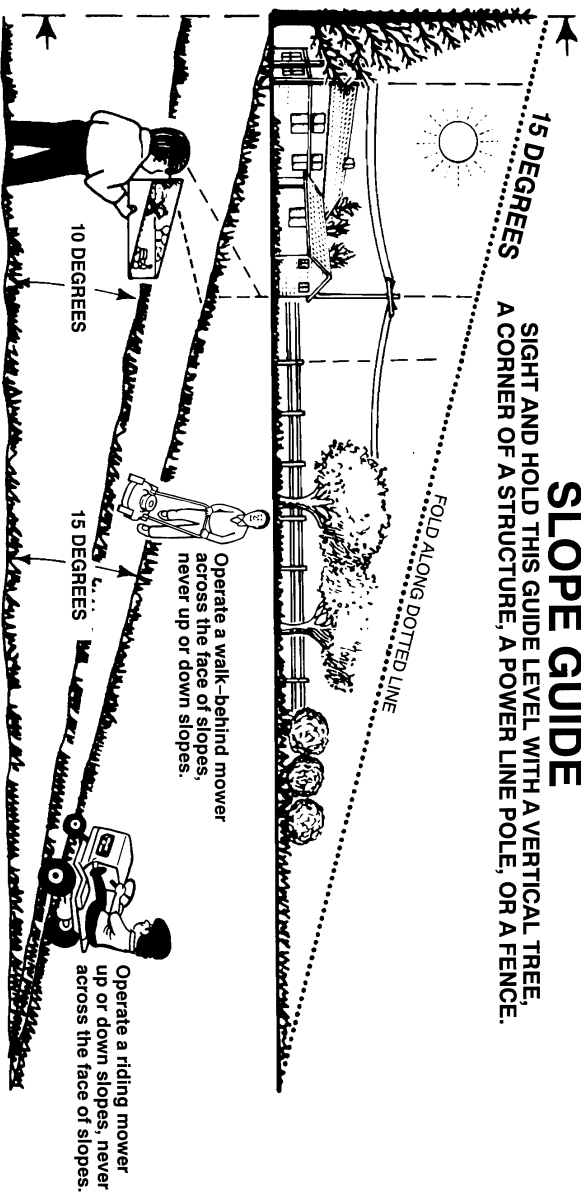 SLOPE GUIDE
SIGHT AND HOLD THIS GUIDE LEVEL WITH A VERTICAL TREE,
A CORNER OF A STRUCTURE, A POWER LINE POLE, OR A FENCE.
15 DEGREES
FOLD ALONG DOTTED LINE
Operate a walk–behind mower
across the face of slopes,
never up or down slopes.
10 DEGREES
15 DEGREES
Operate a riding mower
up or down slopes, never
across the face of slopes.